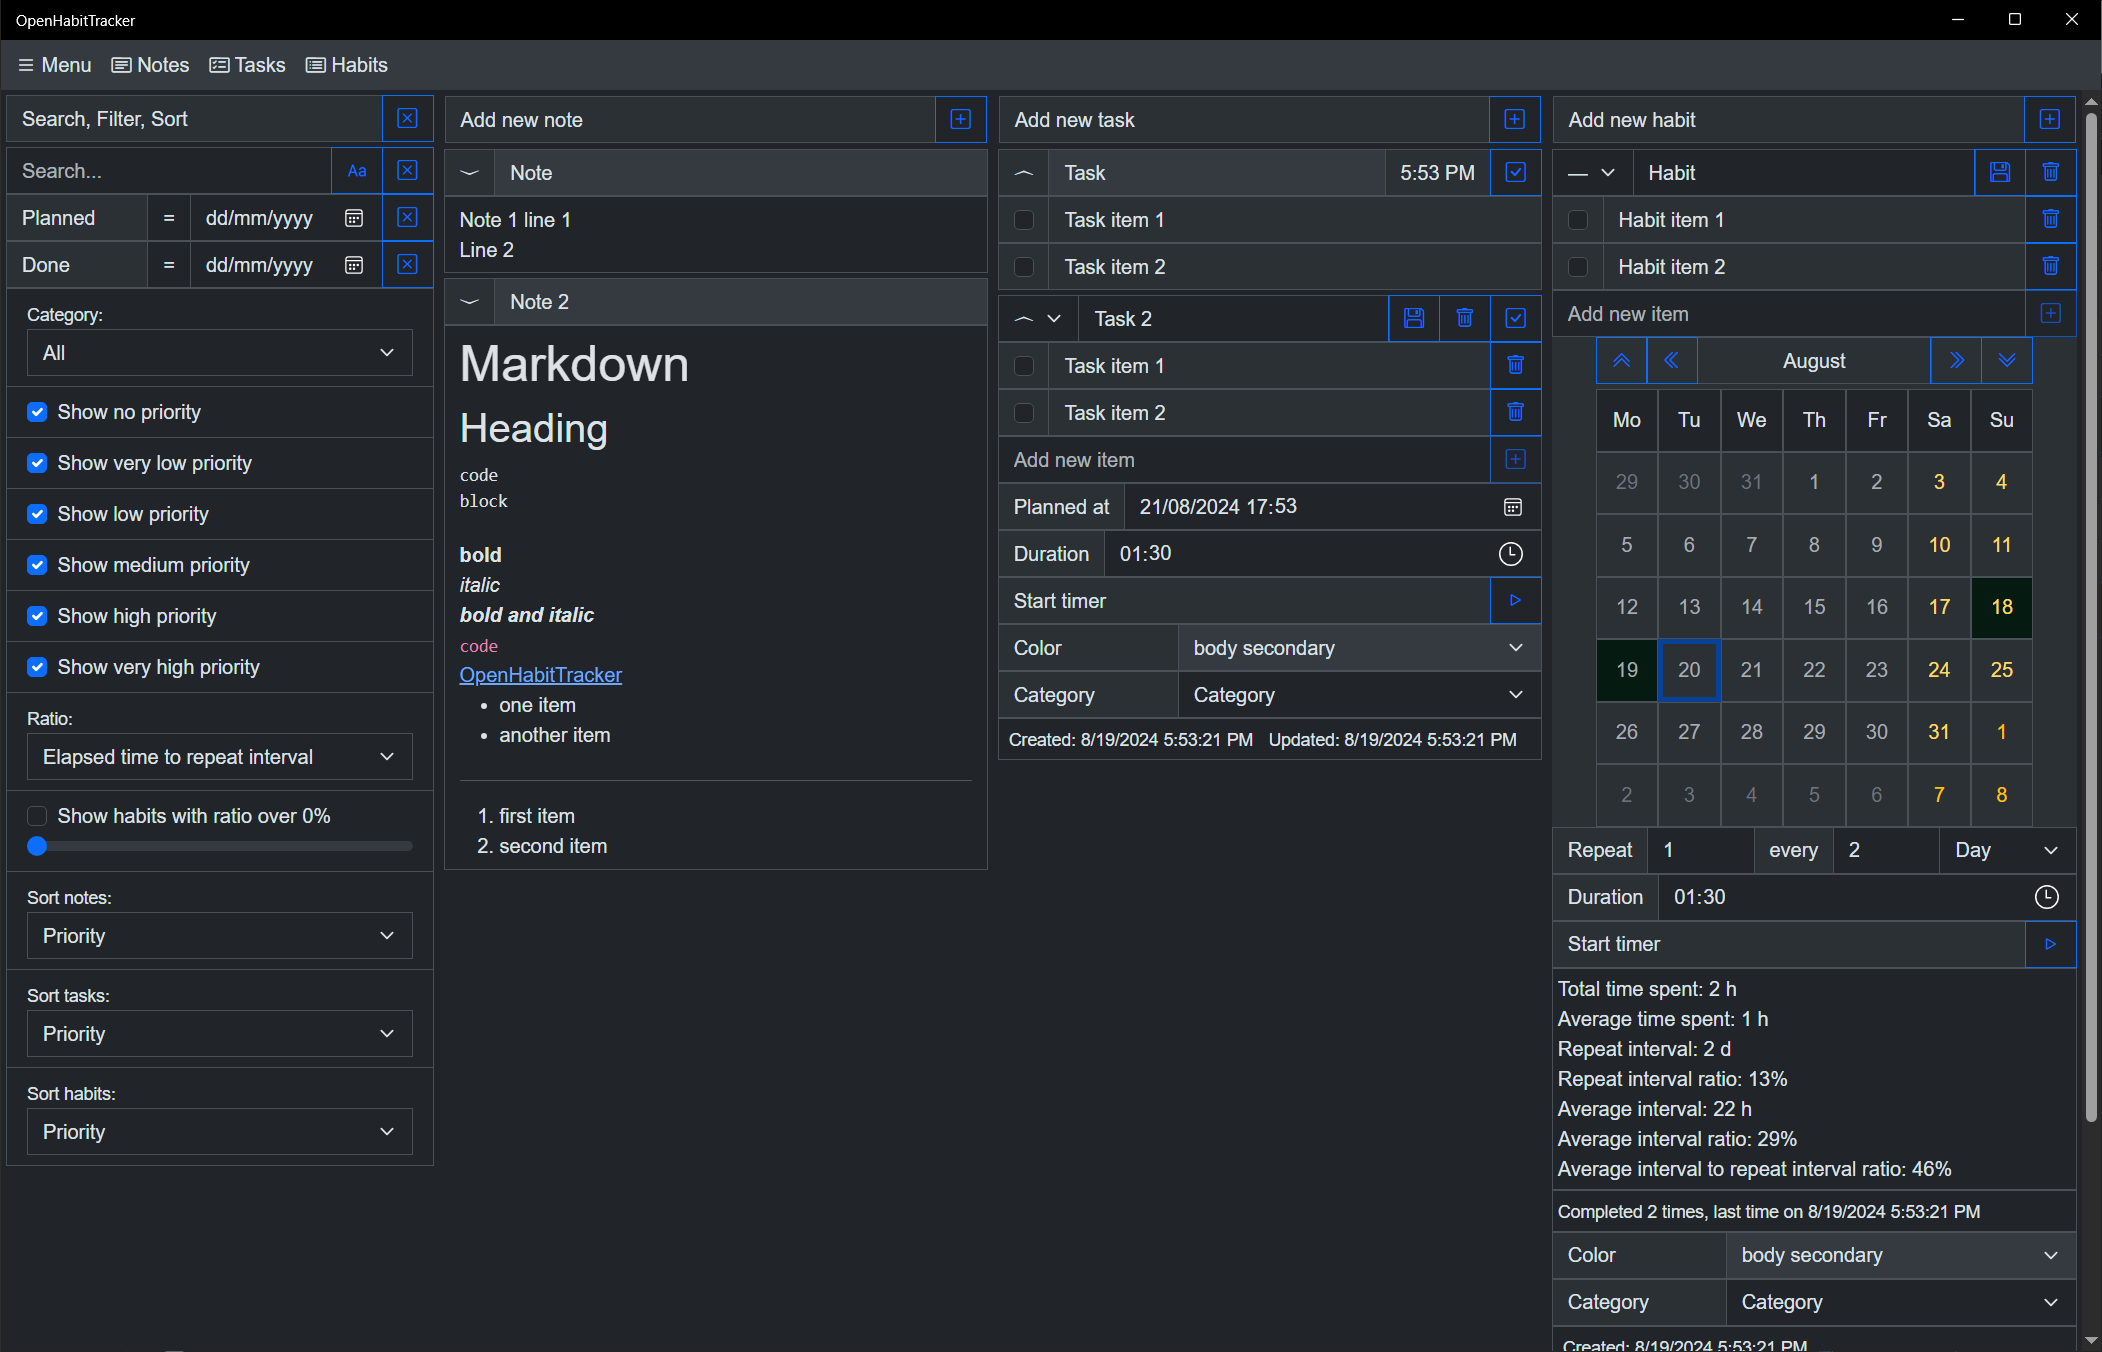 OpenHabitTracker
Menu Notes Tasks Habits
Search, Filter, Sort
Search... Aa
Planned = dd/mm/yyyy
Done = dd/mm/yyyy
Category:
All
Show no priority
Show very low priority
Show low priority
Show medium priority
Show high priority
Show very high priority
Ratio:
Elapsed time to repeat interval
Show habits with ratio over 0%
Sort notes:
Priority
Sort tasks:
Priority
Sort habits:
Priority
Add new note
Note
Note 1 line 1
Line 2
Note 2
Markdown
Heading
code
block
bold
italic
bold and italic
code
OpenHabitTracker
• one item
• another item
1. first item
2. second item
Add new task
Task 5:53 PM
Task item 1
Task item 2
Task 2
Task item 1
Task item 2
Add new item
Planned at 21/08/2024 17:53
Duration 01:30
Start timer
Color body secondary
Category Category
Created: 8/19/2024 5:53:21 PM Updated: 8/19/2024 5:53:21 PM
Add new habit
Habit
Habit item 1
Habit item 2
Add new item
August
Mo Tu We Th Fr Sa Su
29 30 31 1 2 3 4
5 6 7 8 9 10 11
12 13 14 15 16 17 18
19 20 21 22 23 24 25
26 27 28 29 30 31 1
2 3 4 5 6 7 8
Repeat 1 every 2 Day
Duration 01:30
Start timer
Total time spent: 2 h
Average time spent: 1 h
Repeat interval: 2 d
Repeat interval ratio: 13%
Average interval: 22 h
Average interval ratio: 29%
Average interval to repeat interval ratio: 46%
Completed 2 times, last time on 8/19/2024 5:53:21 PM
Color body secondary
Category Category
Created: 8/19/2024 5:53:21 PM